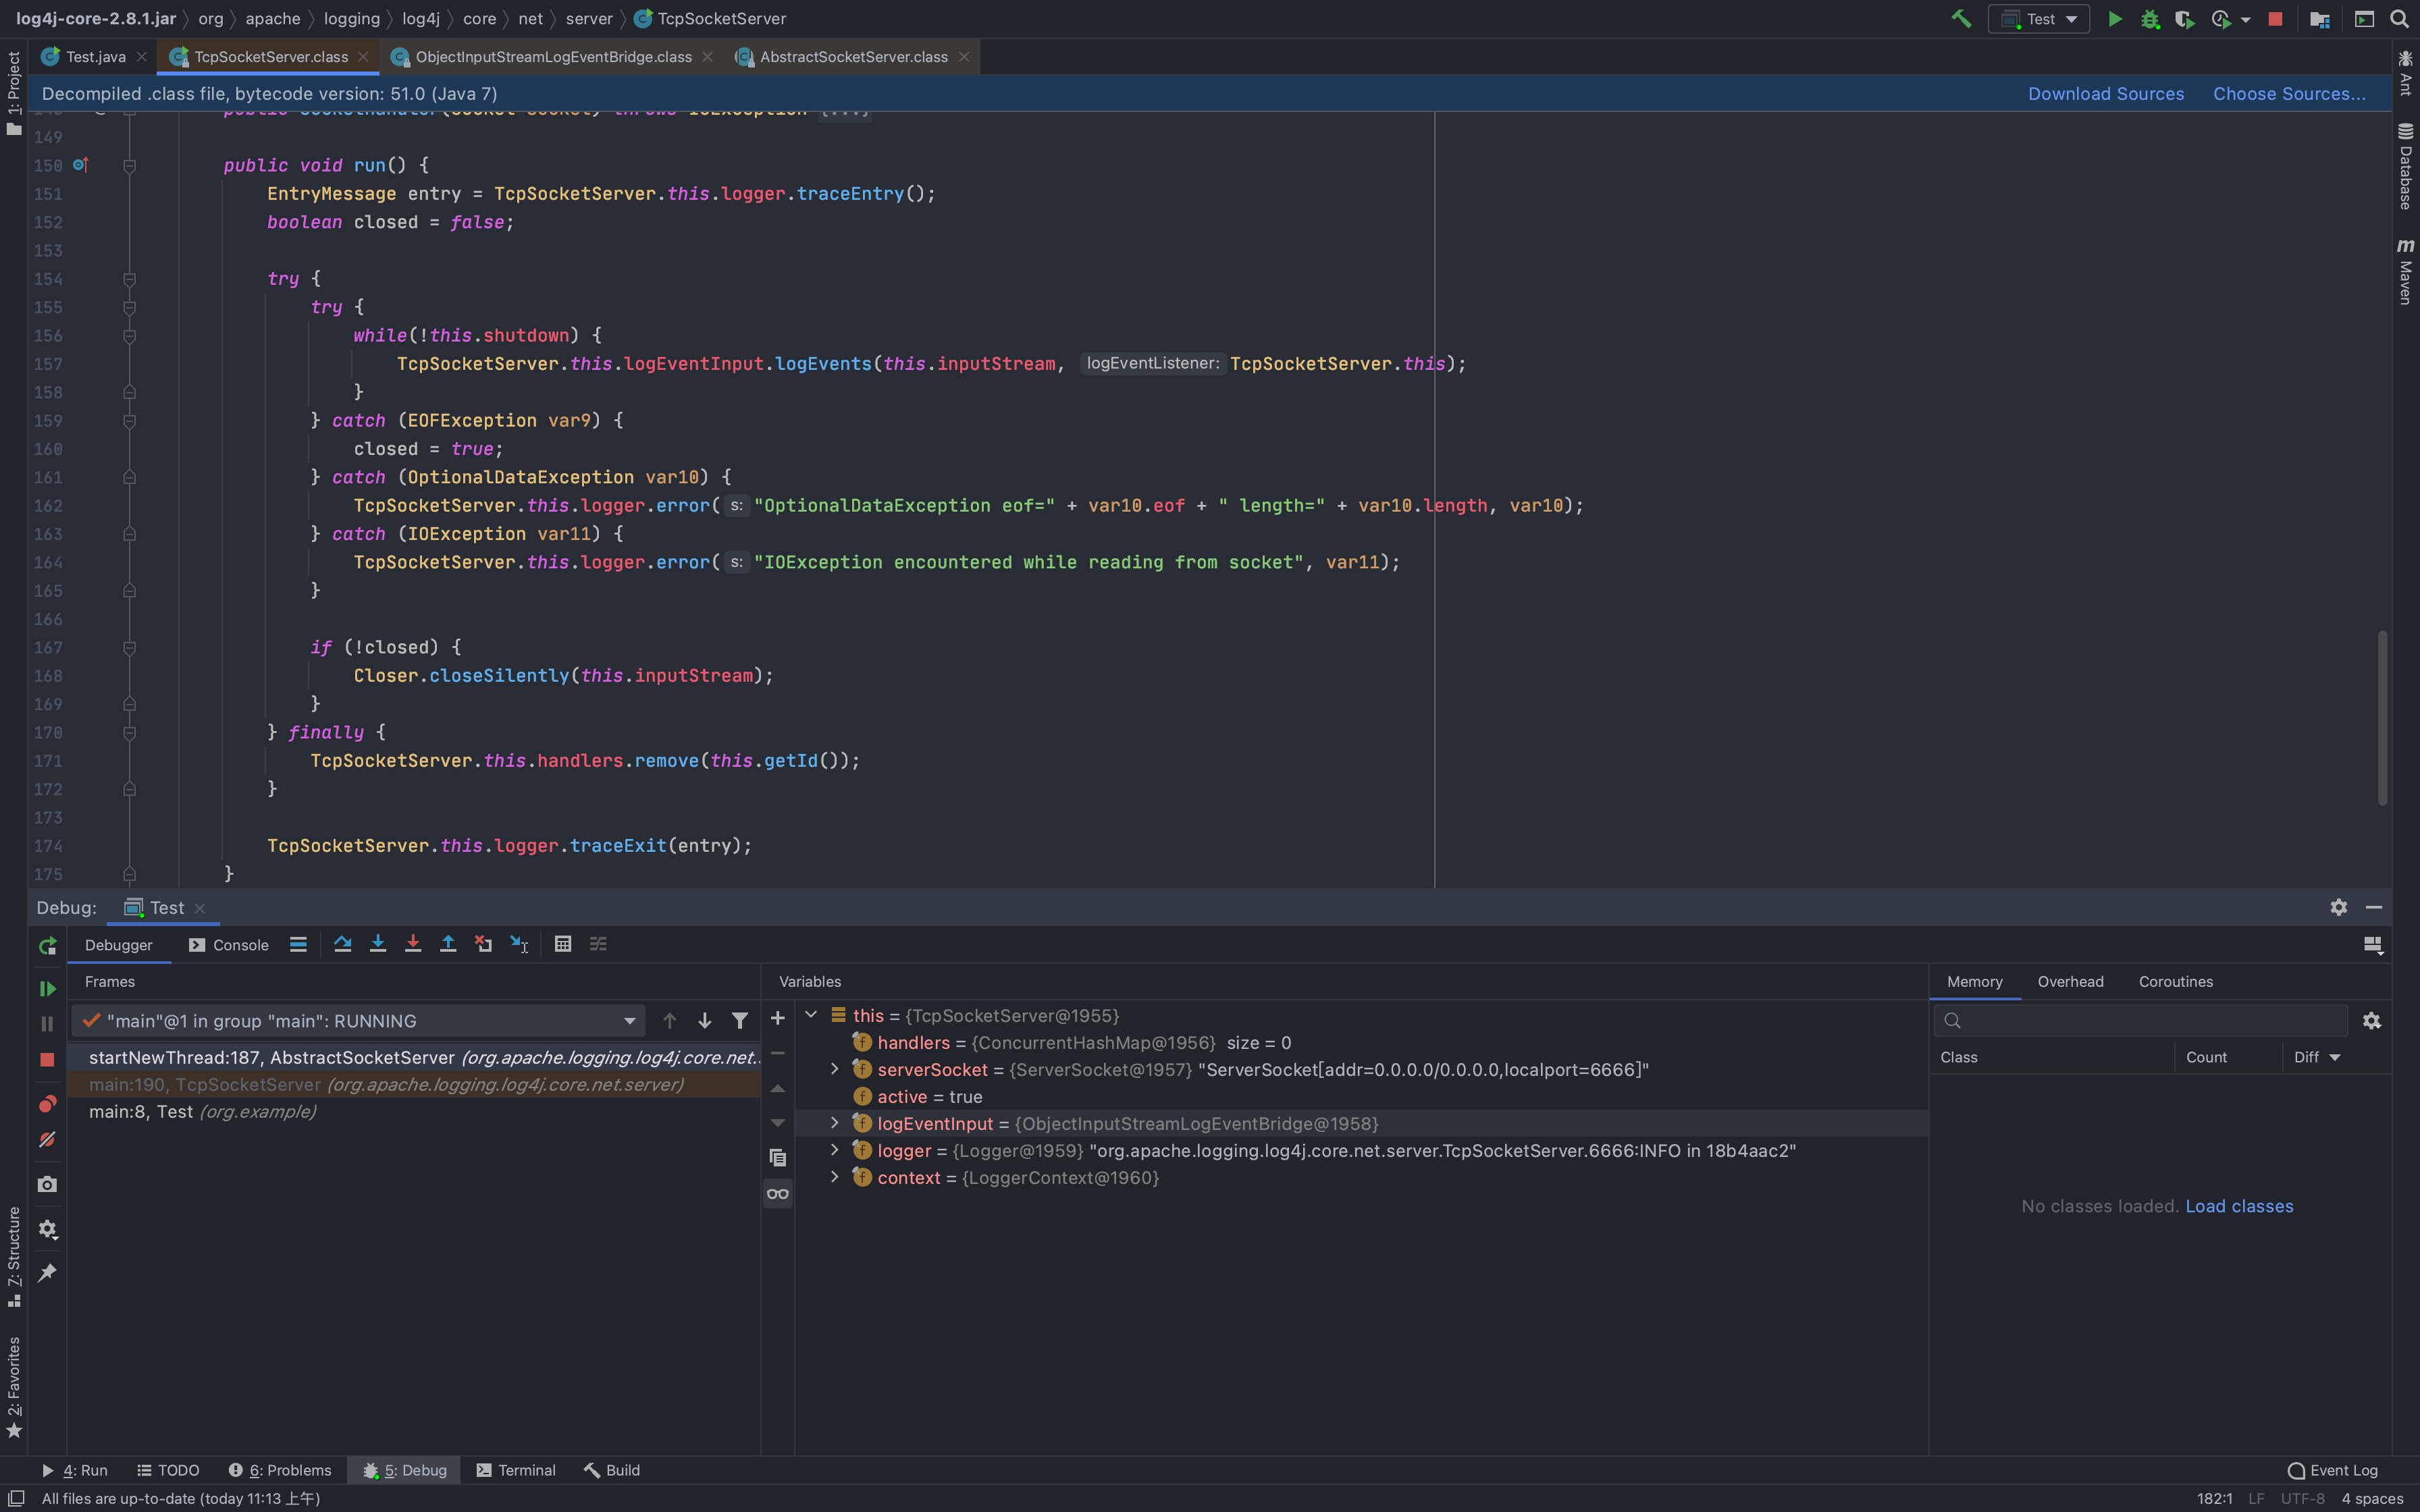 log4j-core-2.8.1.jar 〉 org 〉 apache 〉 logging 〉 log4j 〉 core 〉 net 〉 server 〉 TcpSocketServer
Test
Test.java
TcpSocketServer.class
ObjectInputStreamLogEventBridge.class
AbstractSocketServer.class
Decompiled .class file, bytecode version: 51.0 (Java 7)
Download Sources
Choose Sources...
1: Project
7: Structure
2: Favorites
Ant
Database
Maven
149
150 public void run() {
151 EntryMessage entry = TcpSocketServer.this.logger.traceEntry();
152 boolean closed = false;
153
154 try {
155 try {
156 while(!this.shutdown) {
157 TcpSocketServer.this.logEventInput.logEvents(this.inputStream, logEventListener: TcpSocketServer.this);
158 }
159 } catch (EOFException var9) {
160 closed = true;
161 } catch (OptionalDataException var10) {
162 TcpSocketServer.this.logger.error( s: "OptionalDataException eof=" + var10.eof + " length=" + var10.length, var10);
163 } catch (IOException var11) {
164 TcpSocketServer.this.logger.error( s: "IOException encountered while reading from socket", var11);
165 }
166
167 if (!closed) {
168 Closer.closeSilently(this.inputStream);
169 }
170 } finally {
171 TcpSocketServer.this.handlers.remove(this.getId());
172 }
173
174 TcpSocketServer.this.logger.traceExit(entry);
175 }
Debug: Test
Debugger
Console
Frames
"main"@1 in group "main": RUNNING
startNewThread:187, AbstractSocketServer (org.apache.logging.log4j.core.net.
main:190, TcpSocketServer (org.apache.logging.log4j.core.net.server)
main:8, Test (org.example)
Variables
this = {TcpSocketServer@1955}
handlers = {ConcurrentHashMap@1956} size = 0
serverSocket = {ServerSocket@1957} "ServerSocket[addr=0.0.0.0/0.0.0.0,localport=6666]"
active = true
logEventInput = {ObjectInputStreamLogEventBridge@1958}
logger = {Logger@1959} "org.apache.logging.log4j.core.net.server.TcpSocketServer.6666:INFO in 18b4aac2"
context = {LoggerContext@1960}
Memory
Overhead
Coroutines
Class
Count
Diff
No classes loaded. Load classes
4: Run
TODO
6: Problems
5: Debug
Terminal
Build
Event Log
All files are up-to-date (today 11:13 上午)
182:1 LF UTF-8 4 spaces